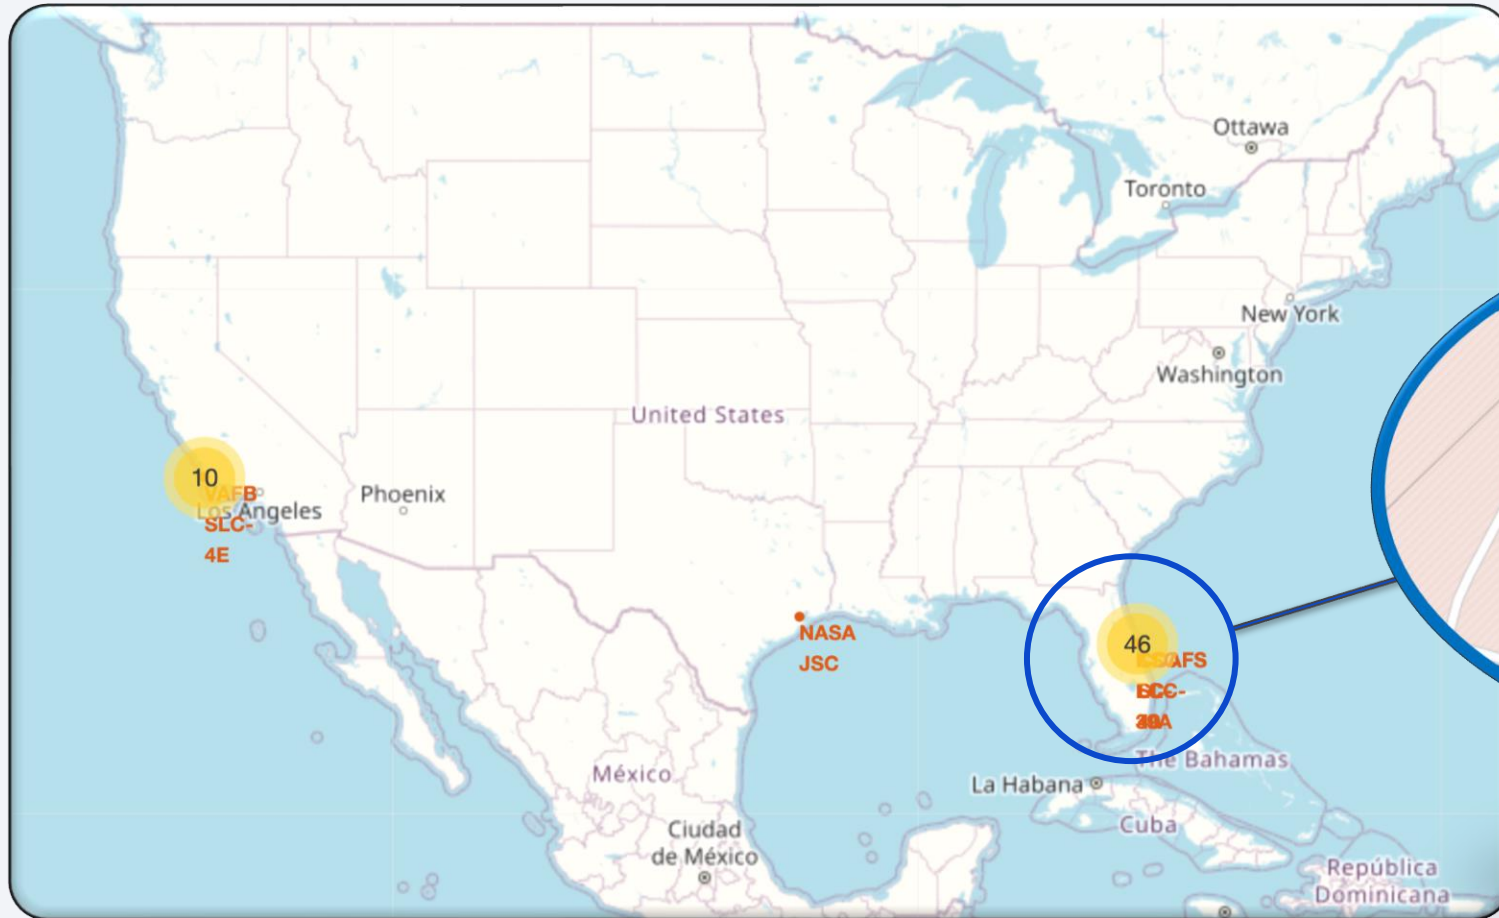 Ottawa
Toronto
New York
Washington
United States
10
VAFB
Los Angeles
SLC-
4E
Phoenix
NASA
JSC
46
The Bahamas
La Habana
Cuba
México
Ciudad
de México
República
Dominicana